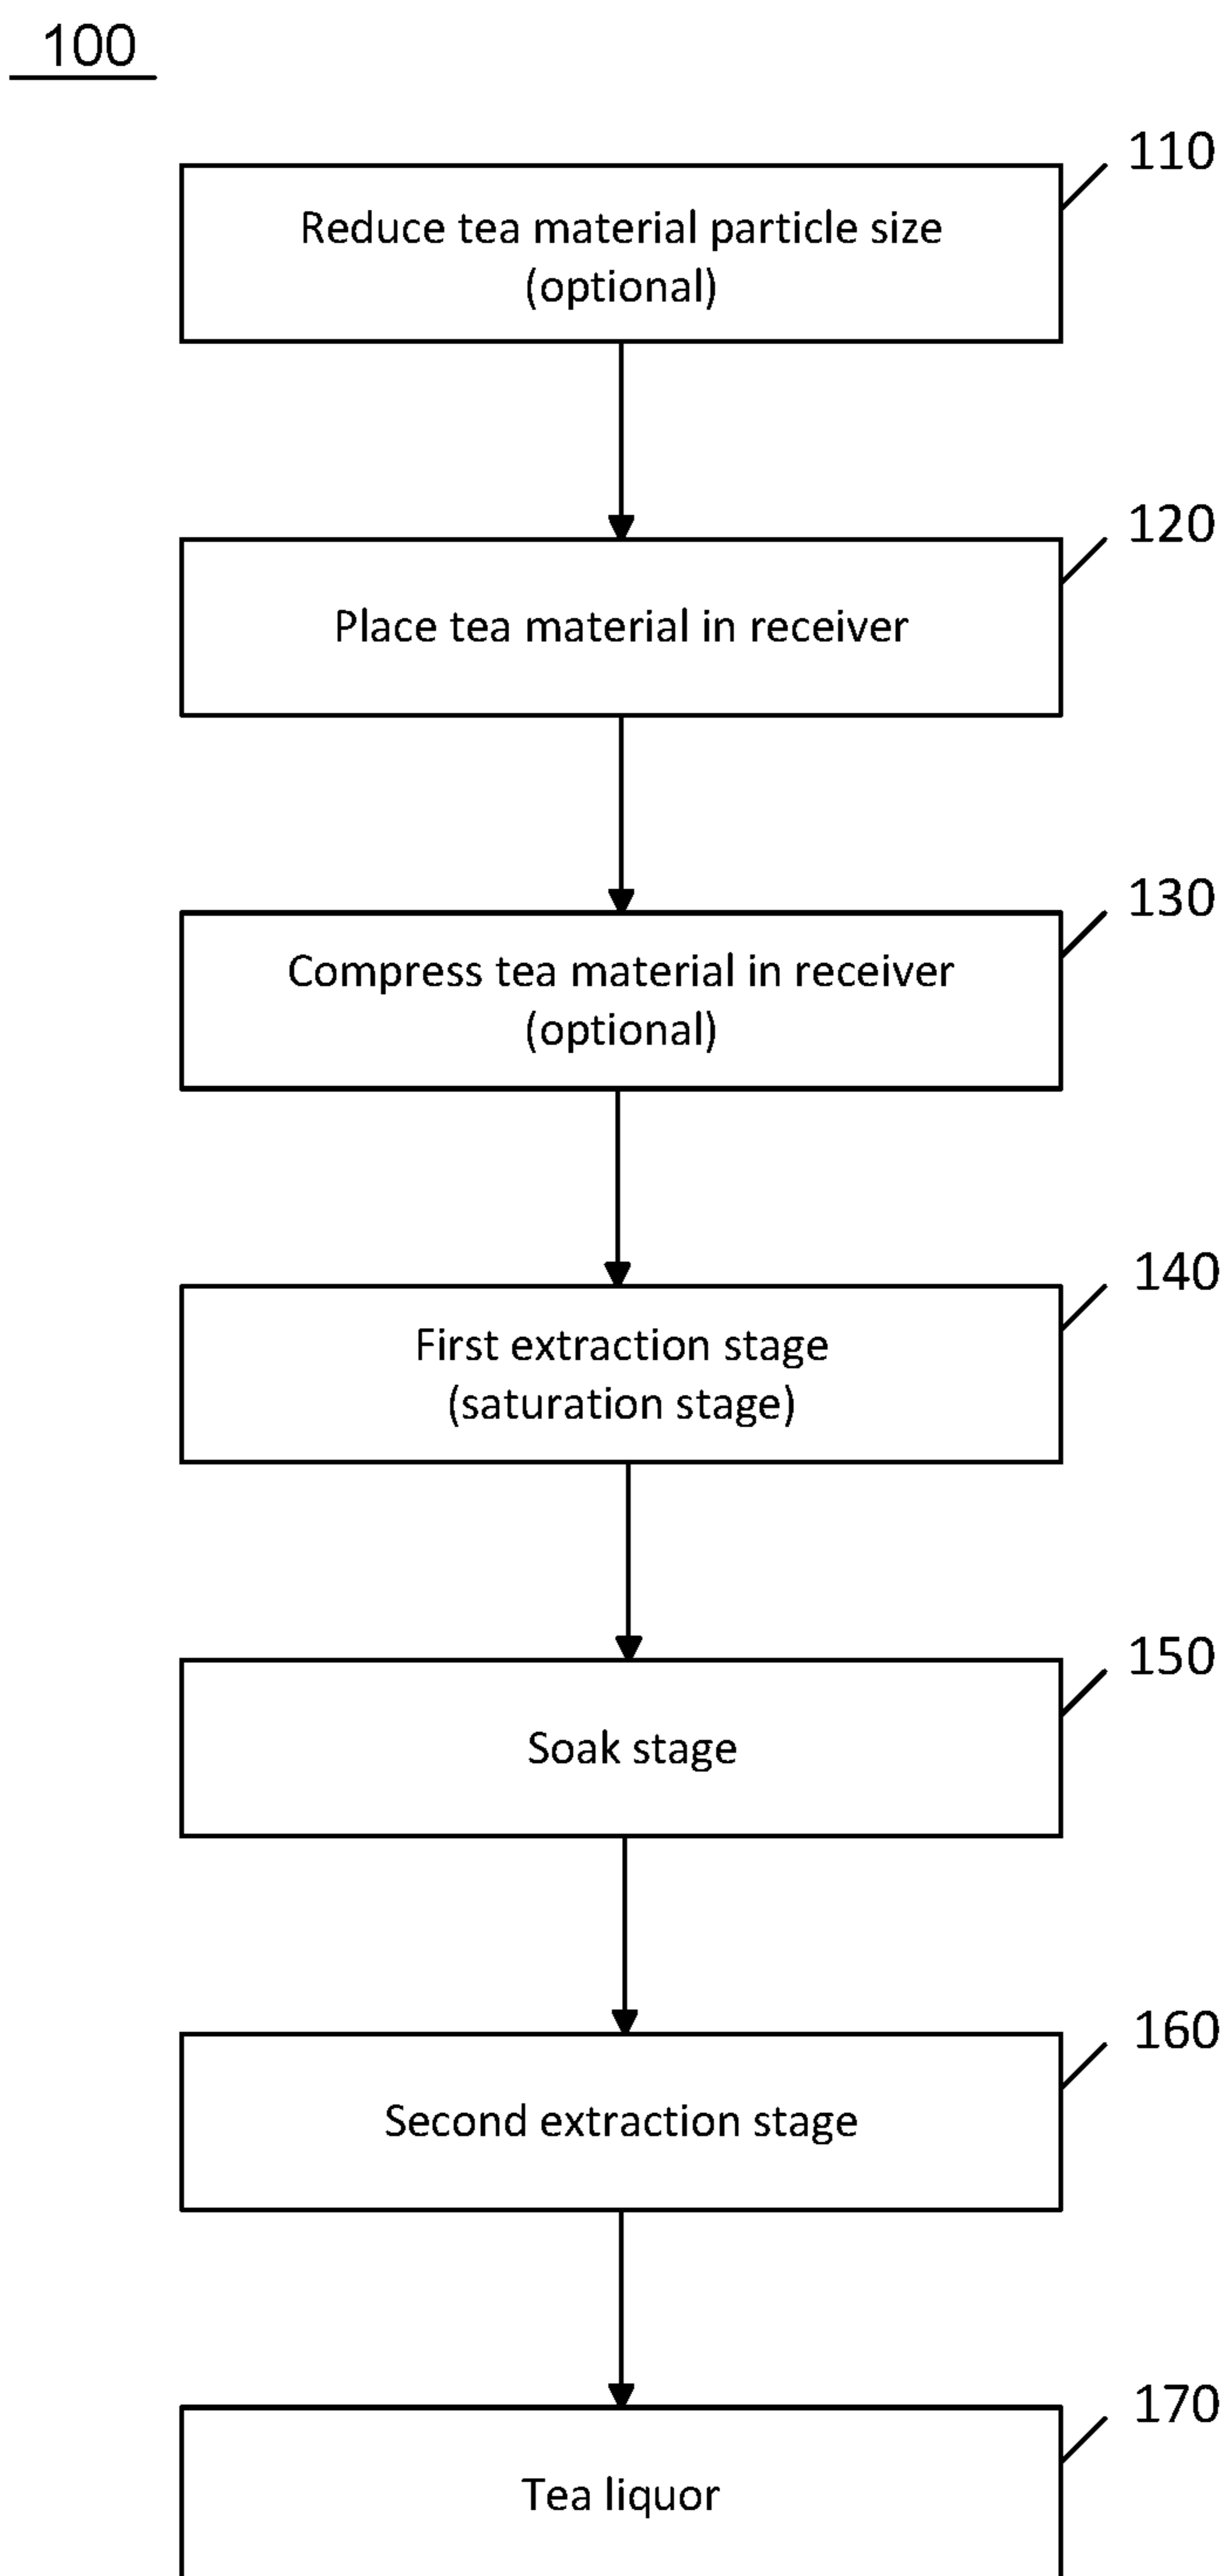 100
110
Reduce tea material particle size
(optional)
120
Place tea material in receiver
130
Compress tea material in receiver
(optional)
140
First extraction stage
(saturation stage)
150
Soak stage
160
Second extraction stage
170
Tea liquor